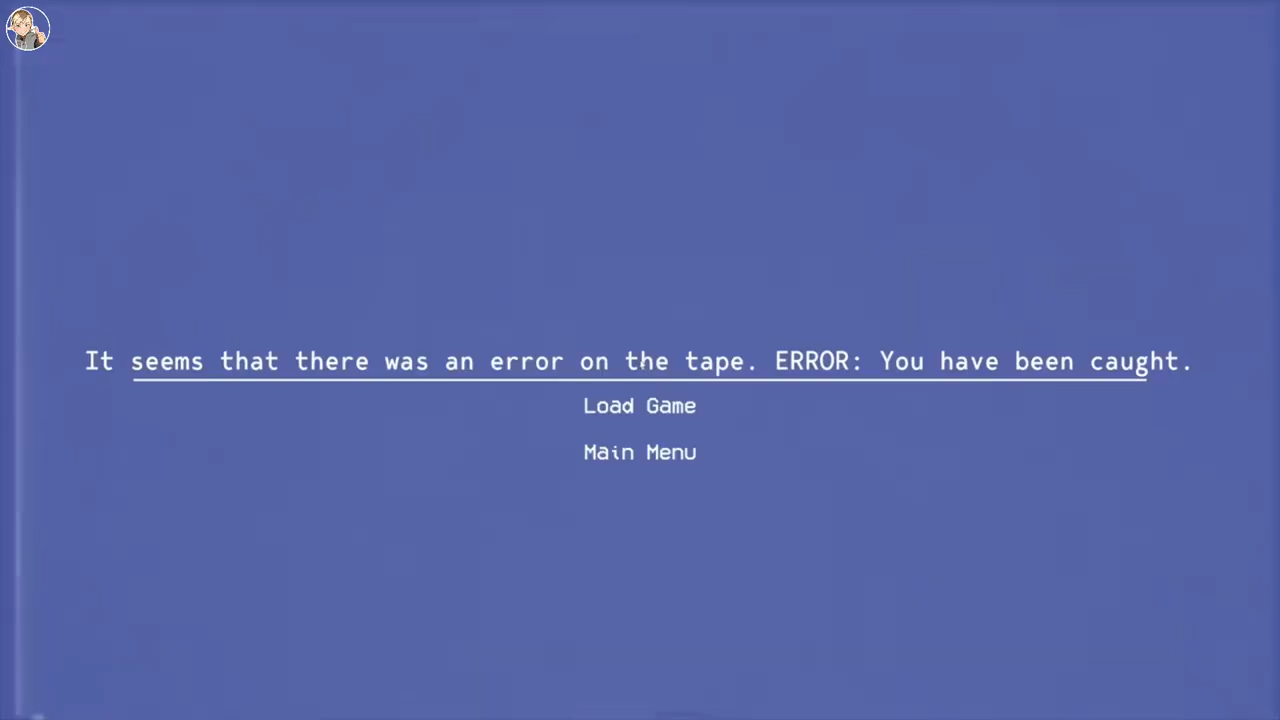 It seems that there was an error on the tape. ERROR: You have been caught.
Load Game
Main Menu